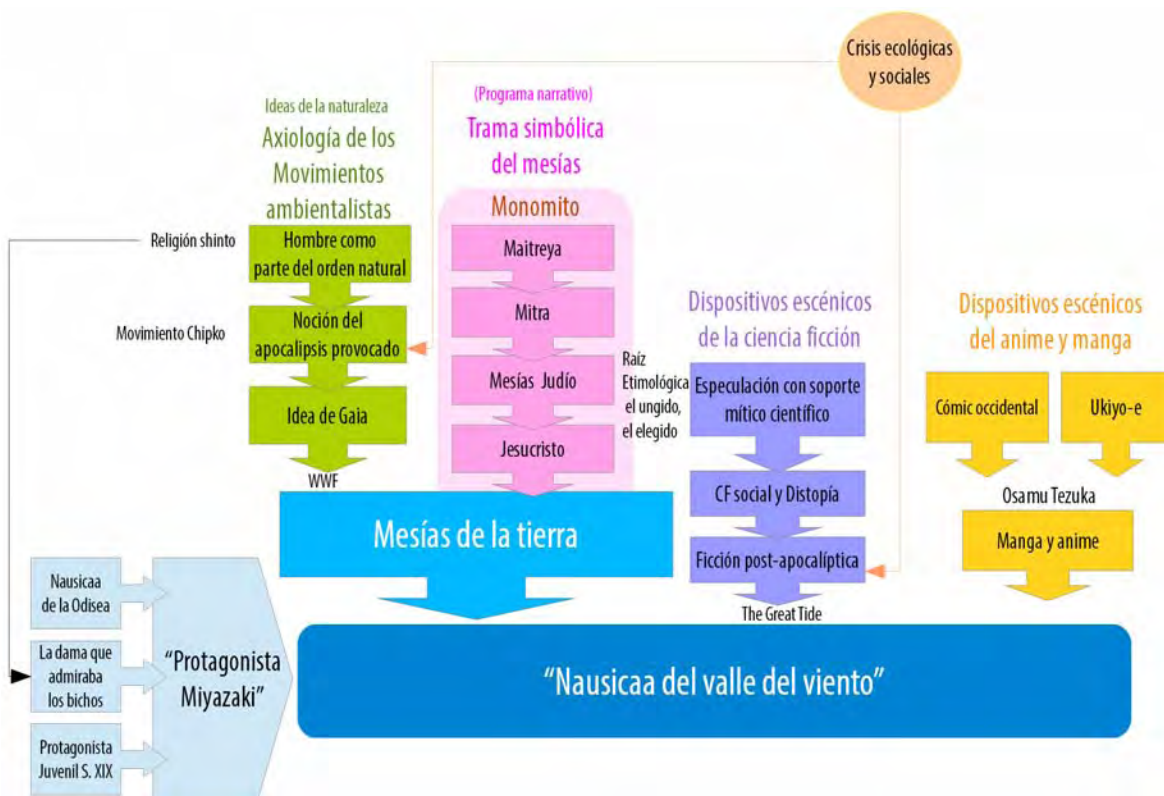 Crisis ecológicas
y sociales
Ideas de la naturaleza
Axiología de los
Movimientos
ambientalistas
(Programa narrativo)
Trama simbólica
del mesías
Monomito
Religión shinto
Hombre como
parte del orden natural
Movimiento Chipko
Noción del
apocalipsis provocado
Idea de Gaia
WWF
Maitreya
Mitra
Mesías Judío
Jesucristo
Raíz
Etimológica
el ungido,
el elegido
Dispositivos escénicos
de la ciencia ficción
Especulación con soporte
mítico científico
CF social y Distopía
Ficción post-apocalíptica
The Great Tide
Dispositivos escénicos
del anime y manga
Cómic occidental
Ukiyo-e
Osamu Tezuka
Manga y anime
Mesías de la tierra
Nausicaa
de la Odisea
La dama que
admiraba
los bichos
Protagonista
Juvenil S. XIX
"Protagonista
Miyazaki"
"Nausicaa del valle del viento"